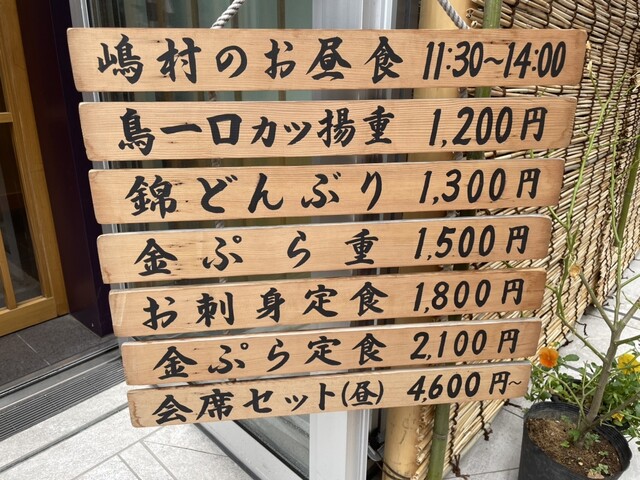 嶋村のお昼食 11:30~14:00
鳥一口カツ揚重 1,200円
錦どんぶり 1,300円
金ぷら重 1,500円
お刺身定食 1,800円
金ぷら定食 2,100円
会席セット(昼) 4,600円~